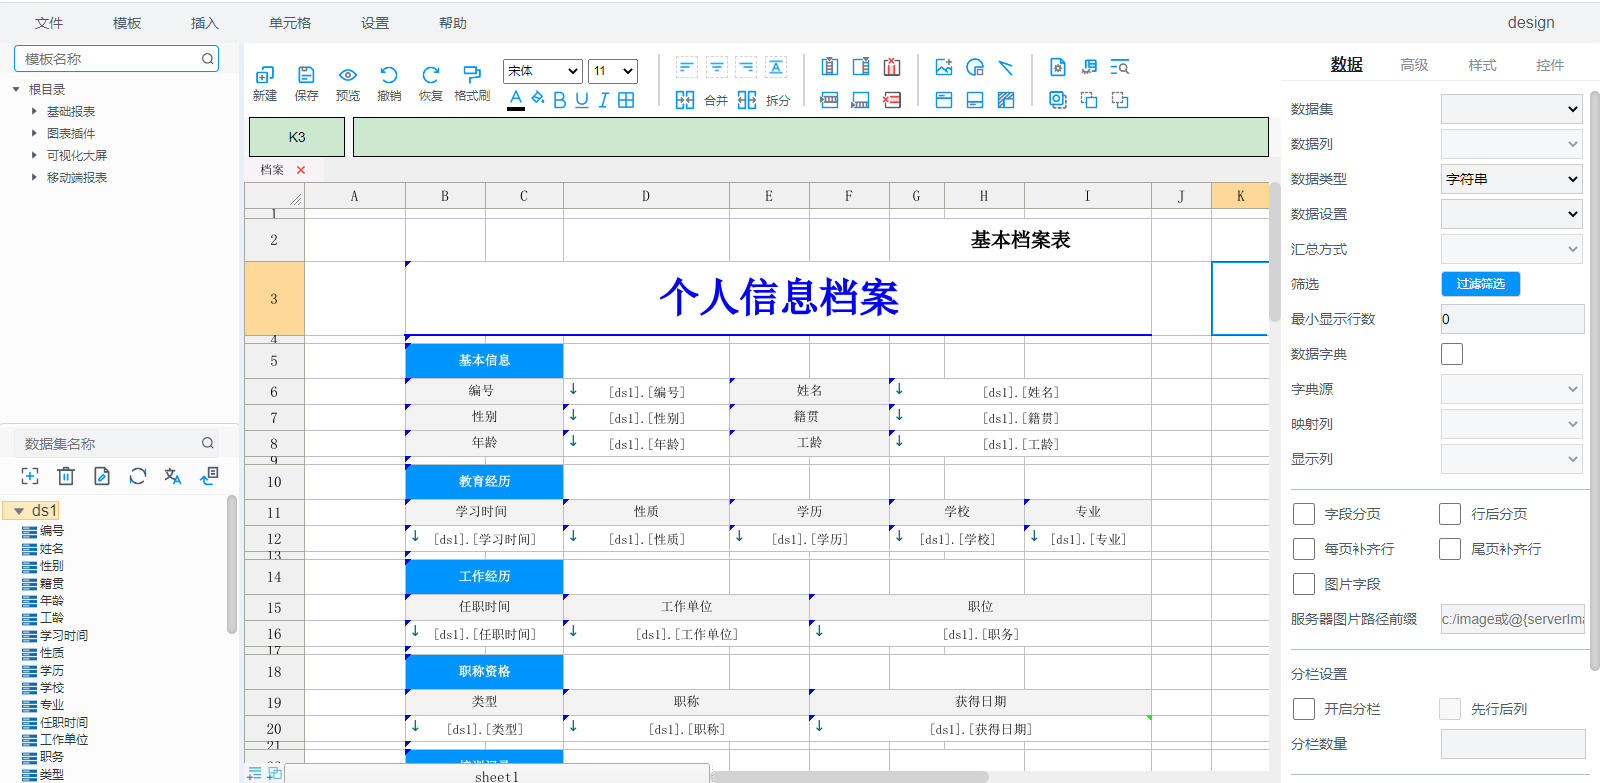 文件 模板 插入 单元格 设置 帮助 design
模板名称
根目录
基础报表
图表插件
可视化大屏
移动端报表
数据集名称
ds1
编号
姓名
性别
籍贯
年龄
工龄
学习时间
性质
学历
学校
专业
任职时间
工作单位
职务
类型
新建 保存 预览 撤销 恢复 格式刷
宋体 11
A B U I
合并 拆分
K3
档案
A B C D E F G H I J K
1
2 基本档案表
3 个人信息档案
4
5 基本信息
6 编号 [ds1].[编号] 姓名 [ds1].[姓名]
7 性别 [ds1].[性别] 籍贯 [ds1].[籍贯]
8 年龄 [ds1].[年龄] 工龄 [ds1].[工龄]
9
10 教育经历
11 学习时间 性质 学历 学校 专业
12 [ds1].[学习时间] [ds1].[性质] [ds1].[学历] [ds1].[学校] [ds1].[专业]
13
14 工作经历
15 任职时间 工作单位 职位
16 [ds1].[任职时间] [ds1].[工作单位] [ds1].[职务]
17
18 职称资格
19 类型 职称 获得日期
20 [ds1].[类型] [ds1].[职称] [ds1].[获得日期]
21
sheet1
数据 高级 样式 控件
数据集
数据列
数据类型 字符串
数据设置
汇总方式
筛选 过滤筛选
最小显示行数 0
数据字典
字典源
映射列
显示列
字段分页 行后分页
每页补齐行 尾页补齐行
图片字段
服务器图片路径前缀 c:/image或@{serverIma
分栏设置
开启分栏 先行后列
分栏数量